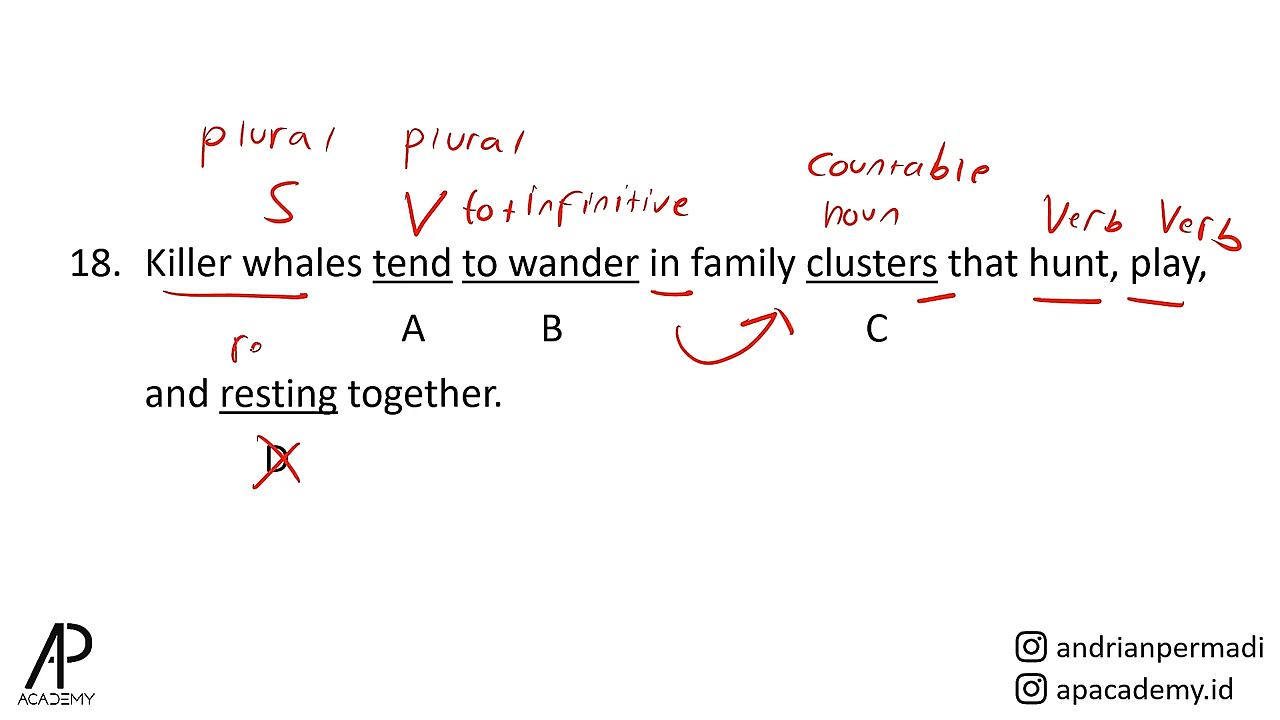 plural plural
countable
S V to+infinitive noun Verb Verb
18. Killer whales tend to wander in family clusters that hunt, play,
A B C
and resting together.
D
AP
ACADEMY
andrianpermadi
apacademy.id